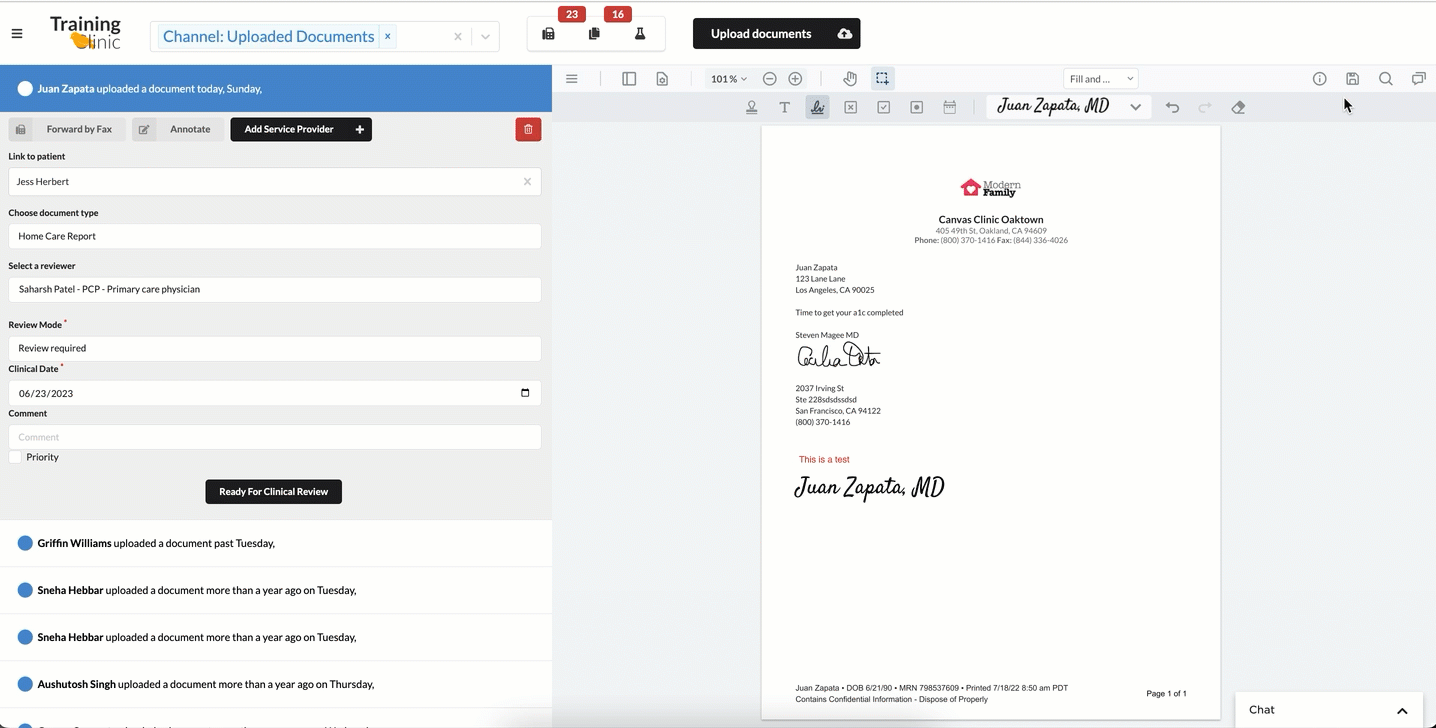 Training
Clinic
Channel: Uploaded Documents ×
23
16
Upload documents
Juan Zapata uploaded a document today, Sunday,
Forward by Fax
Annotate
Add Service Provider +
Link to patient
Jess Herbert
Choose document type
Home Care Report
Select a reviewer
Saharsh Patel - PCP - Primary care physician
Review Mode *
Review required
Clinical Date *
06/23/2023
Comment
Comment
Priority
Ready For Clinical Review
Griffin Williams uploaded a document past Tuesday,
Sneha Hebbar uploaded a document more than a year ago on Tuesday,
Sneha Hebbar uploaded a document more than a year ago on Tuesday,
Aushutosh Singh uploaded a document more than a year ago on Thursday,
101%
Fill and ...
T
Juan Zapata, MD
Modern
Family
Canvas Clinic Oaktown
405 49th St, Oakland, CA 94609
Phone: (800) 370-1416 Fax: (844) 336-4026
Juan Zapata
123 Lane Lane
Los Angeles, CA 90025
Time to get your a1c completed
Steven Magee MD
2037 Irving St
Ste 228sdsdssdsd
San Francisco, CA 94122
(800) 370-1416
This is a test
Juan Zapata, MD
Juan Zapata • DOB 6/21/90 • MRN 798537609 • Printed 7/18/22 8:50 am PDT
Contains Confidential Information - Dispose of Properly
Page 1 of 1
Chat